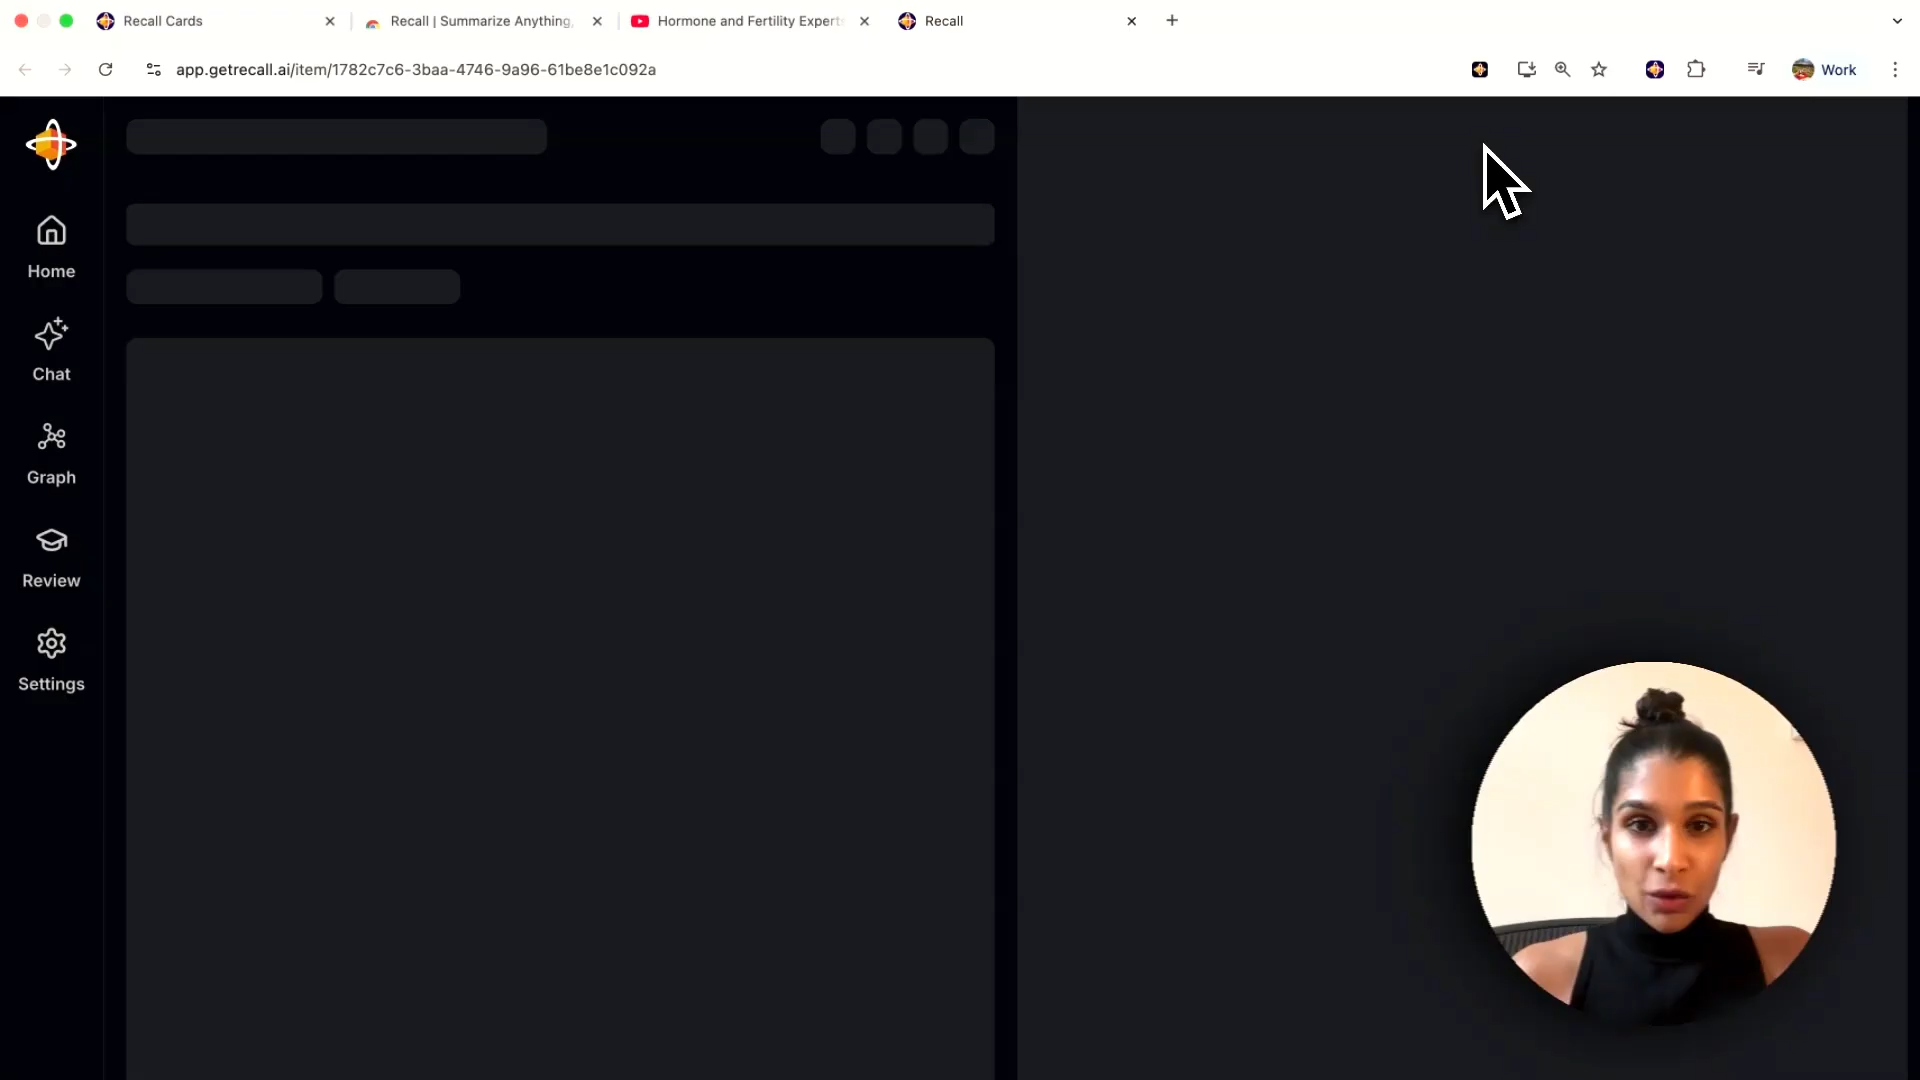 Recall Cards
Recall | Summarize Anything,
Hormone and Fertility Expert
Recall
app.getrecall.ai/item/1782c7c6-3baa-4746-9a96-61be8e1c092a
Work
Home
Chat
Graph
Review
Settings